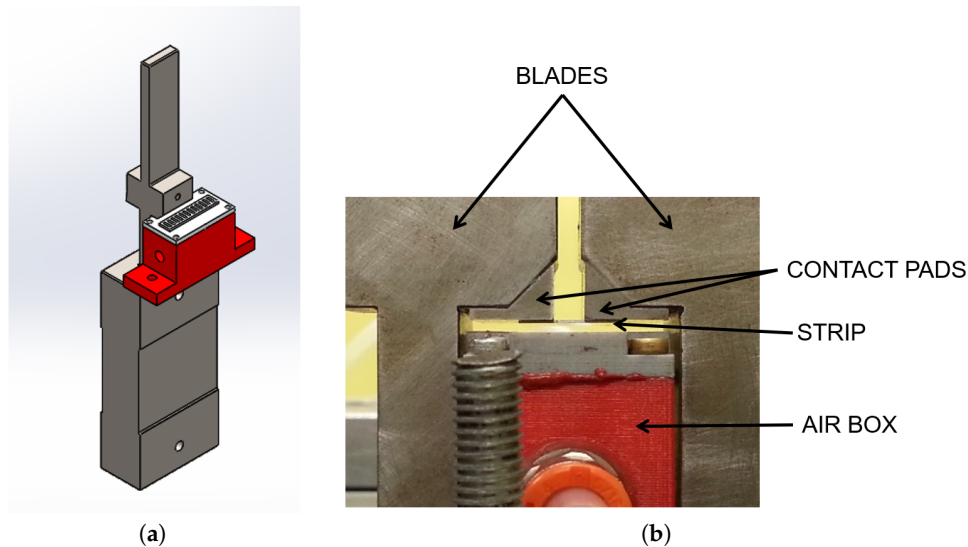 BLADES
CONTACT PADS
STRIP
AIR BOX
(a)
(b)